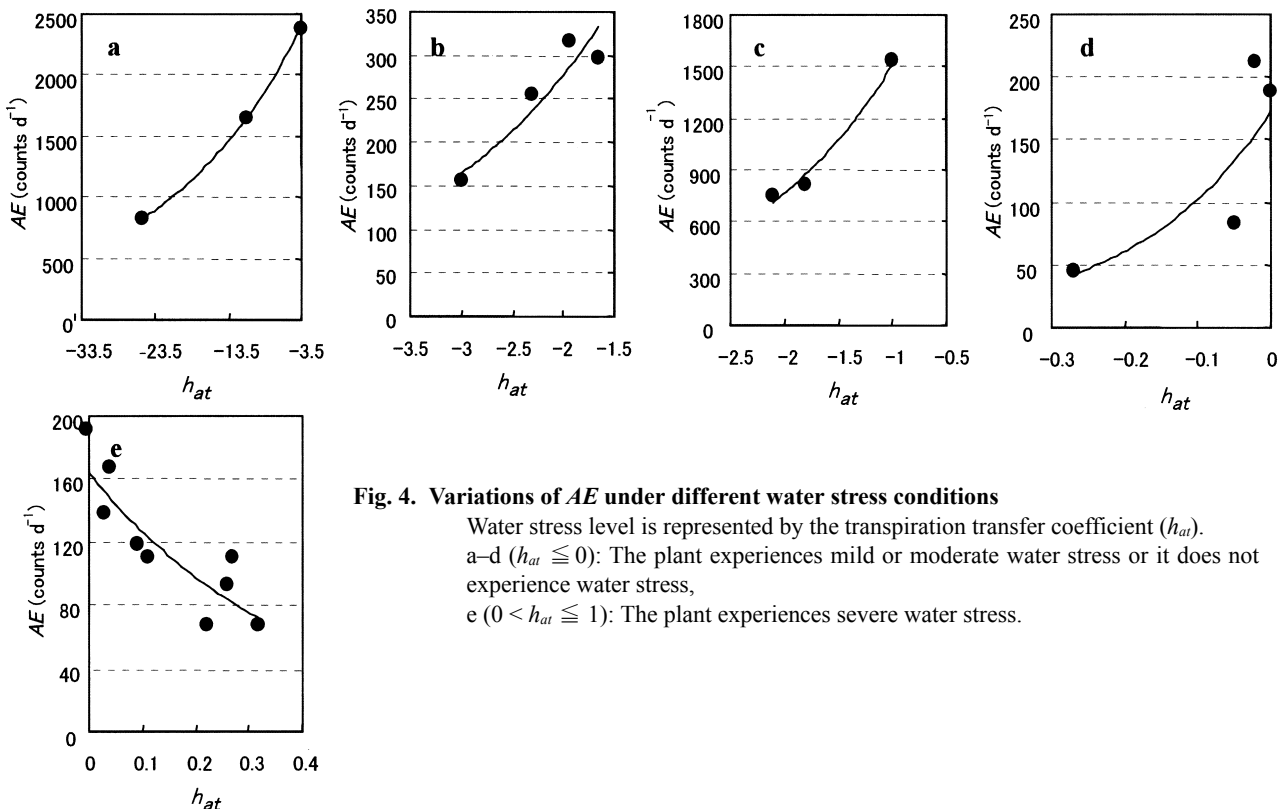 a
2500
2000
1500
1000
500
0
AE (counts d⁻¹)
−33.5 −23.5 −13.5 −3.5
hat
b
350
300
250
200
150
100
50
0
AE (counts d⁻¹)
−3.5 −3 −2.5 −2 −1.5
hat
c
1800
1500
1200
900
600
300
0
AE (counts d⁻¹)
−2.5 −2 −1.5 −1 −0.5
hat
d
250
200
150
100
50
0
AE (counts d⁻¹)
−0.3 −0.2 −0.1 0
hat
e
200
160
120
80
40
0
AE (counts d⁻¹)
0 0.1 0.2 0.3 0.4
hat
Fig. 4. Variations of AE under different water stress conditions
Water stress level is represented by the transpiration transfer coefficient (hat).
a–d (hat ≦ 0): The plant experiences mild or moderate water stress or it does not
experience water stress,
e (0 < hat ≦ 1): The plant experiences severe water stress.